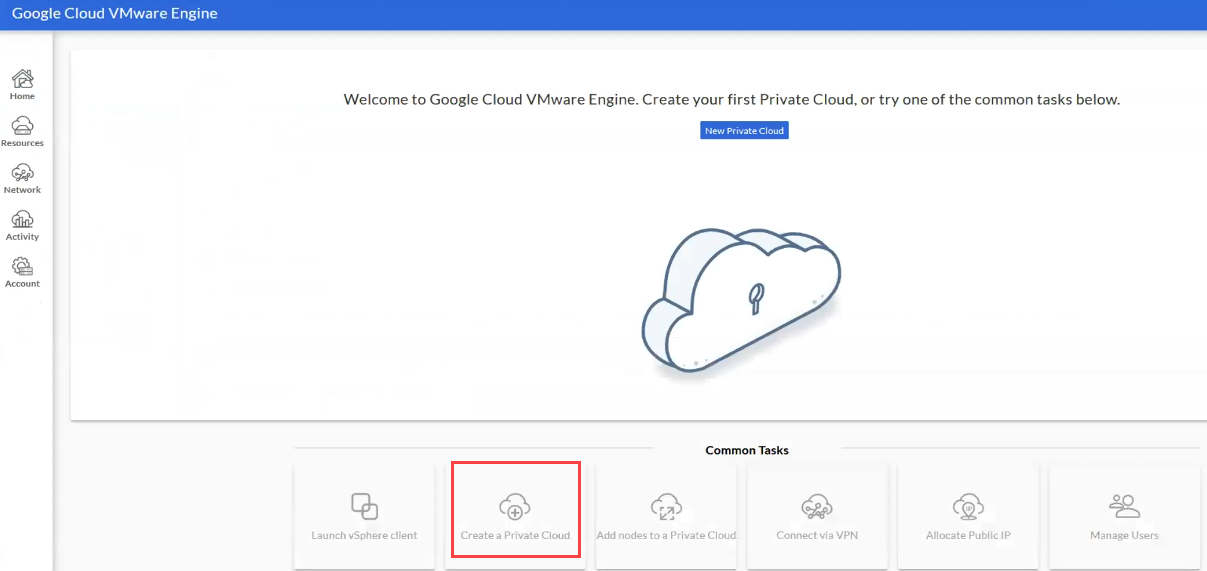 Google Cloud VMware Engine
Home
Resources
Network
Activity
Account
Welcome to Google Cloud VMware Engine. Create your first Private Cloud, or try one of the common tasks below.
New Private Cloud
Common Tasks
Launch vSphere client
Create a Private Cloud
Add nodes to a Private Cloud
Connect via VPN
IP
Allocate Public IP
Manage Users